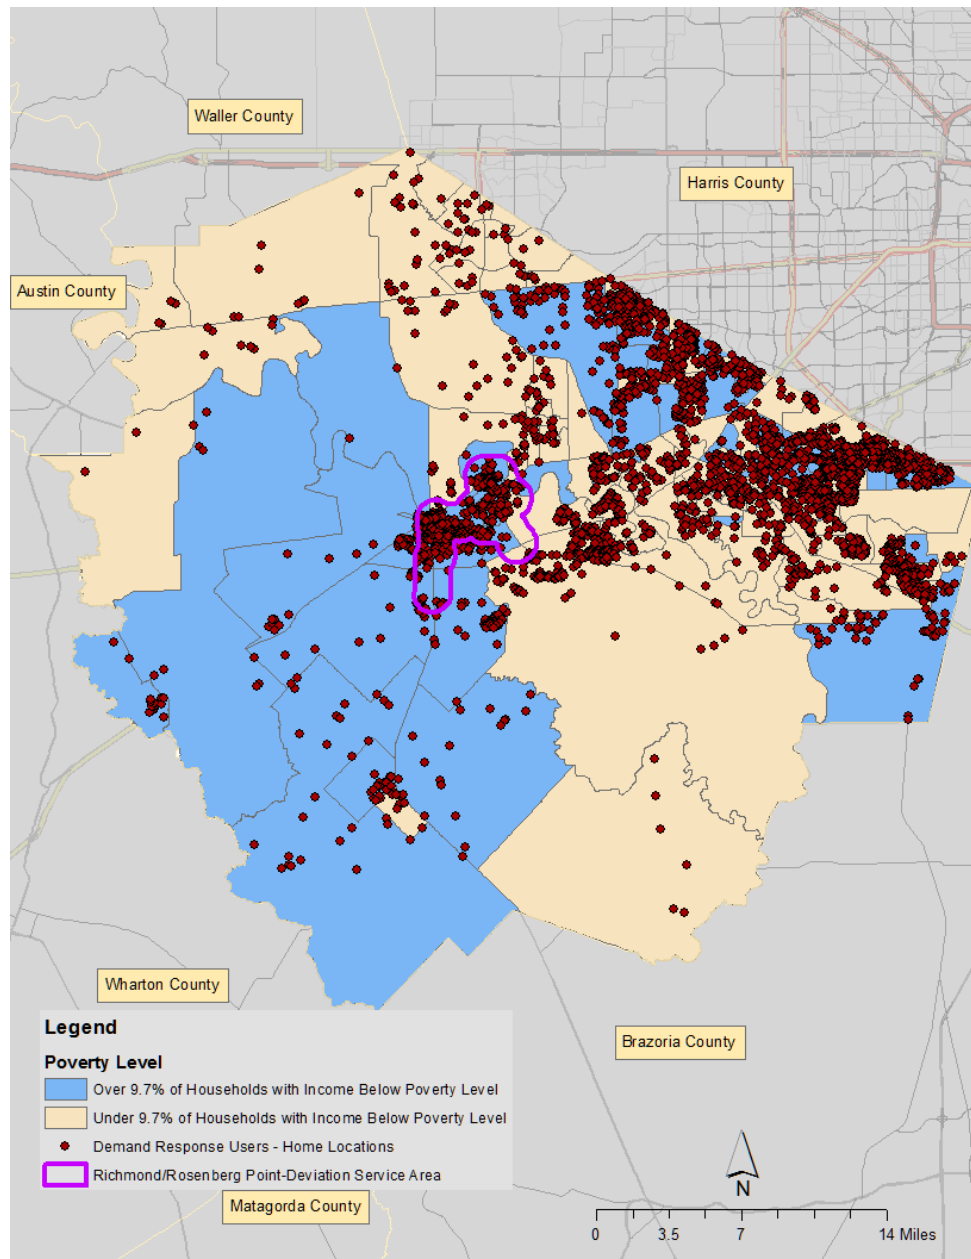 Waller County
Harris County
Austin County
Wharton County
Brazoria County
Matagorda County
Legend
Poverty Level
Over 9.7% of Households with Income Below Poverty Level
Under 9.7% of Households with Income Below Poverty Level
Demand Response Users - Home Locations
Richmond/Rosenberg Point-Deviation Service Area
N
0 3.5 7 14 Miles